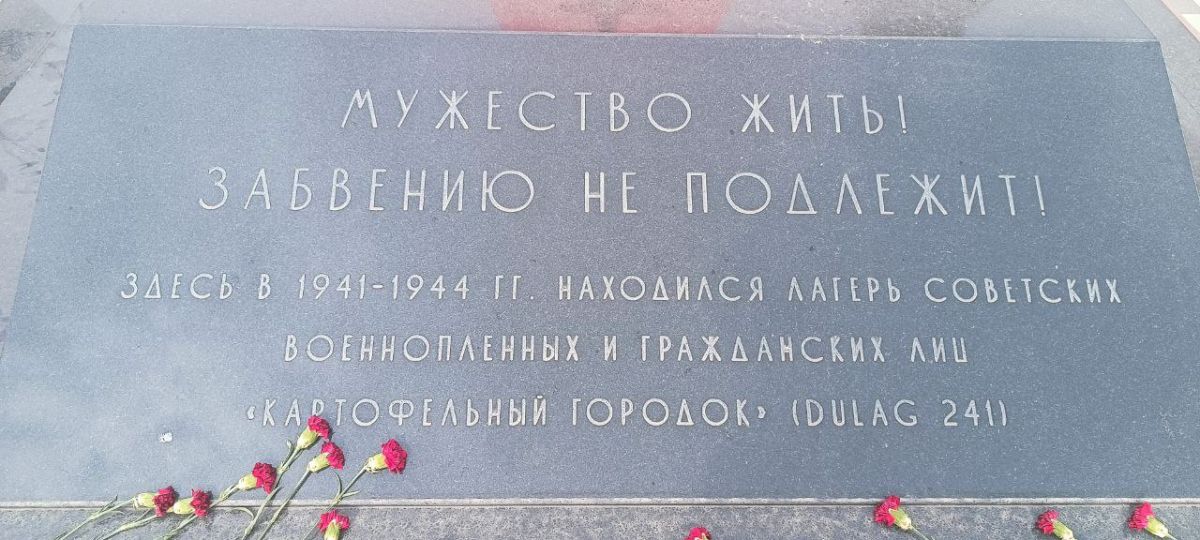 МУЖЕСТВО ЖИТЬ!
ЗАБВЕНИЮ НЕ ПОДЛЕЖИТ!
ЗДЕСЬ В 1941-1944 ГГ. НАХОДИЛСЯ ЛАГЕРЬ СОВЕТСКИХ
ВОЕННОПЛЕННЫХ И ГРАЖДАНСКИХ ЛИЦ
«КАРТОФЕЛЬНЫЙ ГОРОДОК» (DULAG 241)